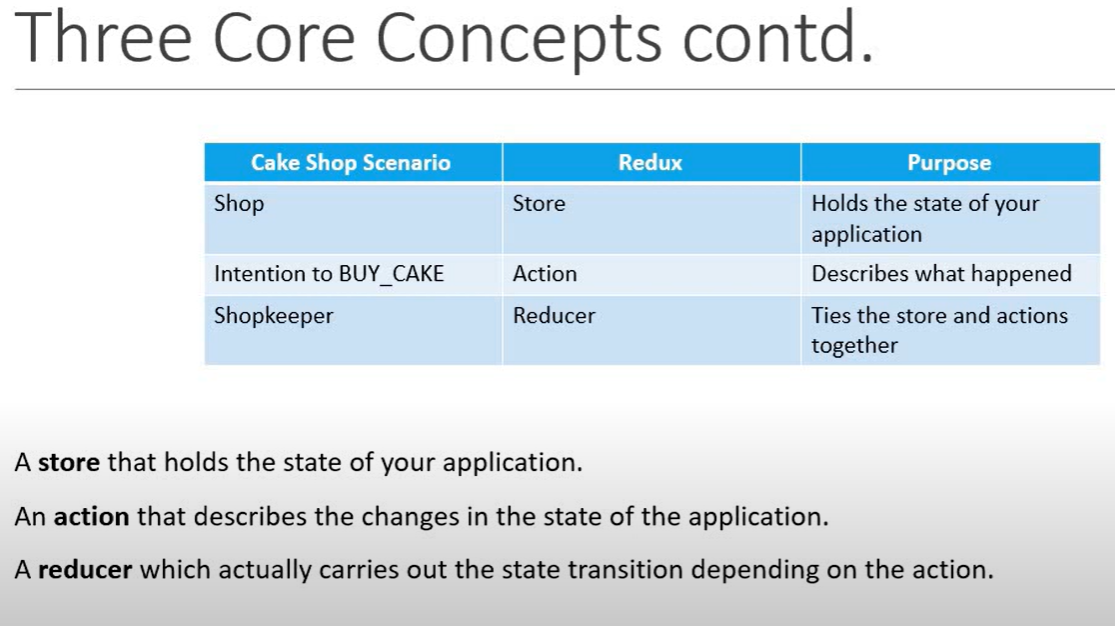 Three Core Concepts contd.
Cake Shop Scenario Redux Purpose
Shop Store Holds the state of your
application
Intention to BUY_CAKE Action Describes what happened
Shopkeeper Reducer Ties the store and actions
together
A store that holds the state of your application.
An action that describes the changes in the state of the application.
A reducer which actually carries out the state transition depending on the action.